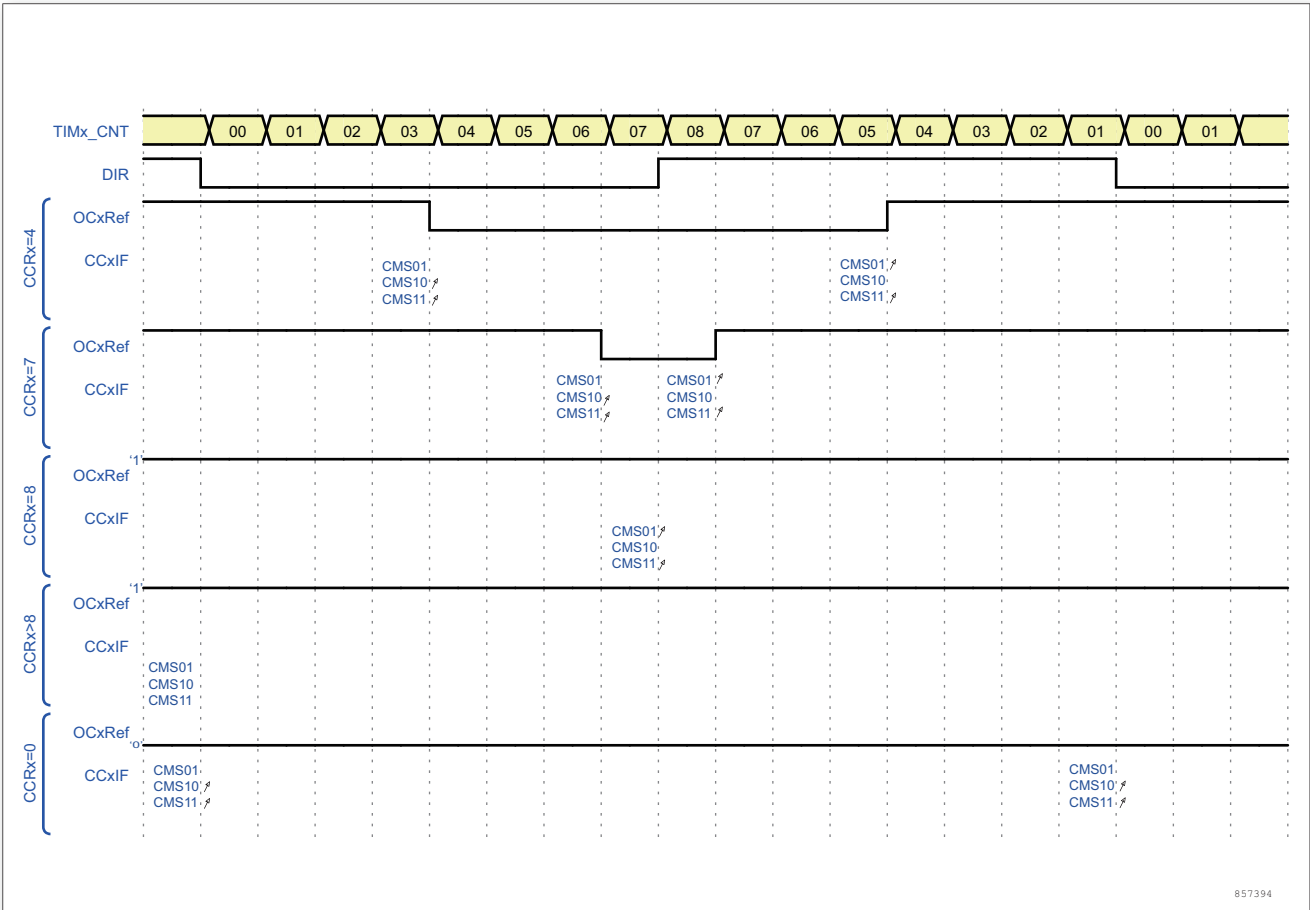 TIMx_CNT 00 01 02 03 04 05 06 07 08 07 06 05 04 03 02 01 00 01
DIR
CCRx=4
OCxRef
CCxIF
CMS01 CMS01
CMS10 CMS10
CMS11 CMS11
CCRx=7
OCxRef
CCxIF
CMS01 CMS01
CMS10 CMS10
CMS11 CMS11
CCRx=8
'1'
OCxRef
CCxIF
CMS01
CMS10
CMS11
CCRx>8
'1'
OCxRef
CCxIF
CMS01
CMS10
CMS11
CCRx=0
OCxRef
'0'
CCxIF
CMS01 CMS01
CMS10 CMS10
CMS11 CMS11
857394